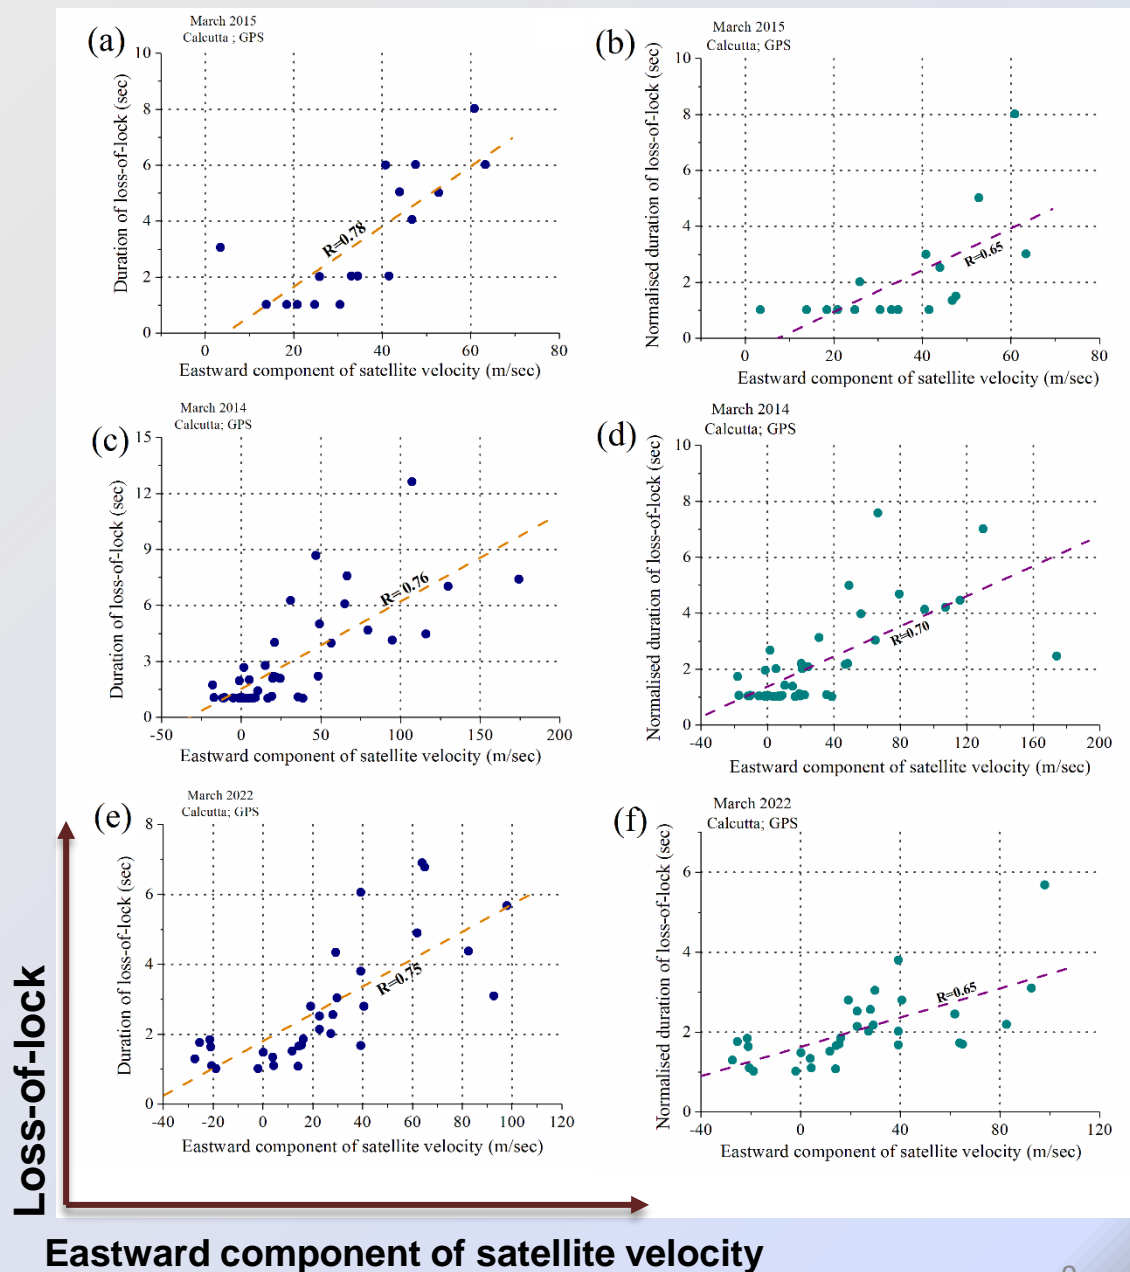 March 2015
Calcutta ; GPS
(a)
Duration of loss-of-lock (sec)
10
8
6
4
2
0
R=0.78
0
20
40
60
80
Eastward component of satellite velocity (m/sec)
March 2015
Calcutta; GPS
(b)
Normalised duration of loss-of-lock (sec)
10
8
6
4
2
0
R=0.65
0
20
40
60
80
Eastward component of satellite velocity (m/sec)
March 2014
Calcutta; GPS
(c)
Duration of loss-of-lock (sec)
15
12
9
6
3
0
R= 0.76
-50
0
50
100
150
200
Eastward component of satellite velocity (m/sec)
March 2014
Calcutta; GPS
(d)
Normalised duration of loss-of-lock (sec)
10
8
6
4
2
0
R=0.70
-40
0
40
80
120
160
200
Eastward component of satellite velocity (m/sec)
March 2022
Calcutta; GPS
(e)
Duration of loss-of-lock (sec)
8
6
4
2
0
R=0.75
-40
-20
0
20
40
60
80
100
120
Eastward component of satellite velocity (m/sec)
March 2022
Calcutta; GPS
(f)
Normalised duration of loss-of-lock (sec)
6
4
2
0
R=0.65
-40
0
40
80
120
Eastward component of satellite velocity (m/sec)
Loss-of-lock
Eastward component of satellite velocity